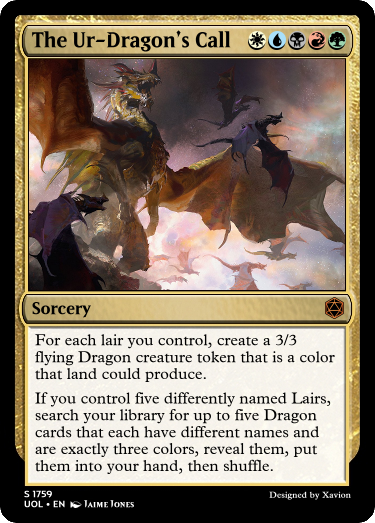 The Ur-Dragon's Call
Sorcery
For each lair you control, create a 3/3
flying Dragon creature token that is a color
that land could produce.
If you control five differently named Lairs,
search your library for up to five Dragon
cards that each have different names and
are exactly three colors, reveal them, put
them into your hand, then shuffle.
S 1759
UOL • EN Jaime Jones
Designed by Xavion